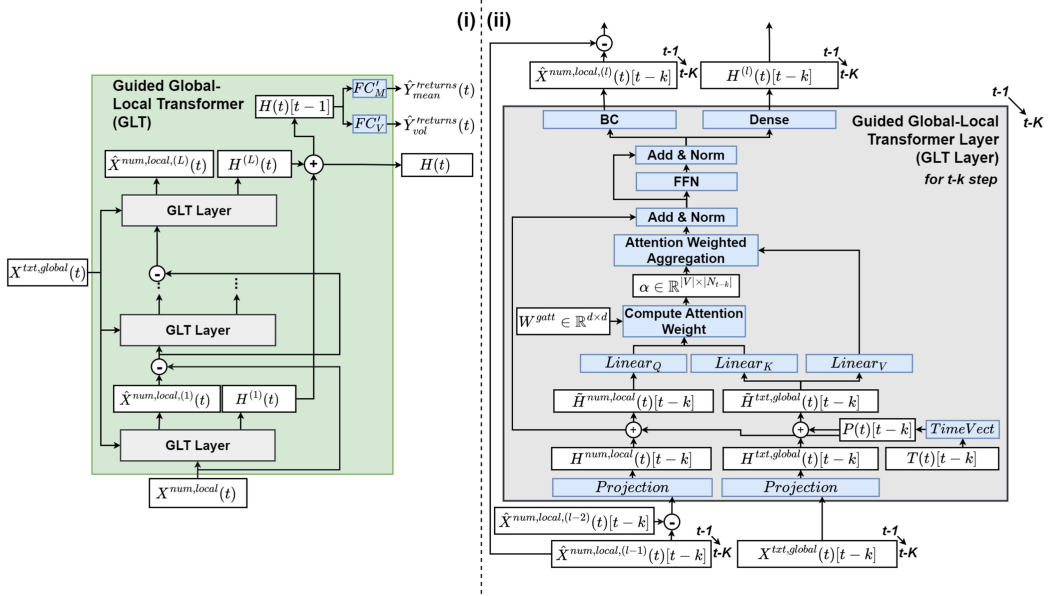 (i)
Guided Global-
Local Transformer
(GLT)
H(t)[t − 1]
FC'_M
Ŷ^{'returns}_{mean}(t)
FC'_V
Ŷ^{'returns}_{vol}(t)
X̂^{num,local,(L)}(t)
H^{(L)}(t)
+
H(t)
GLT Layer
X^{txt,global}(t)
-
⋮
⋮
GLT Layer
-
X̂^{num,local,(1)}(t)
H^{(1)}(t)
GLT Layer
X^{num,local}(t)
(ii)
-
t-1
t-K
X̂^{num,local,(l)}(t)[t − k]
t-1
t-K
H^{(l)}(t)[t − k]
t-1
t-K
BC
Dense
Guided Global-Local
Transformer Layer
(GLT Layer)
for t-k step
Add & Norm
FFN
Add & Norm
Attention Weighted
Aggregation
α ∈ ℝ^{|V|×|N_{t−k}|}
W^{gatt} ∈ ℝ^{d×d}
Compute Attention
Weight
Linear_Q
Linear_K
Linear_V
H̃^{num,local}(t)[t − k]
H̃^{txt,global}(t)[t − k]
+
+
P(t)[t − k]
TimeVect
H^{num,local}(t)[t − k]
H^{txt,global}(t)[t − k]
T(t)[t − k]
Projection
Projection
X̂^{num,local,(l−2)}(t)[t − k]
-
t-1
t-K
X̂^{num,local,(l−1)}(t)[t − k]
t-1
t-K
X^{txt,global}(t)[t − k]